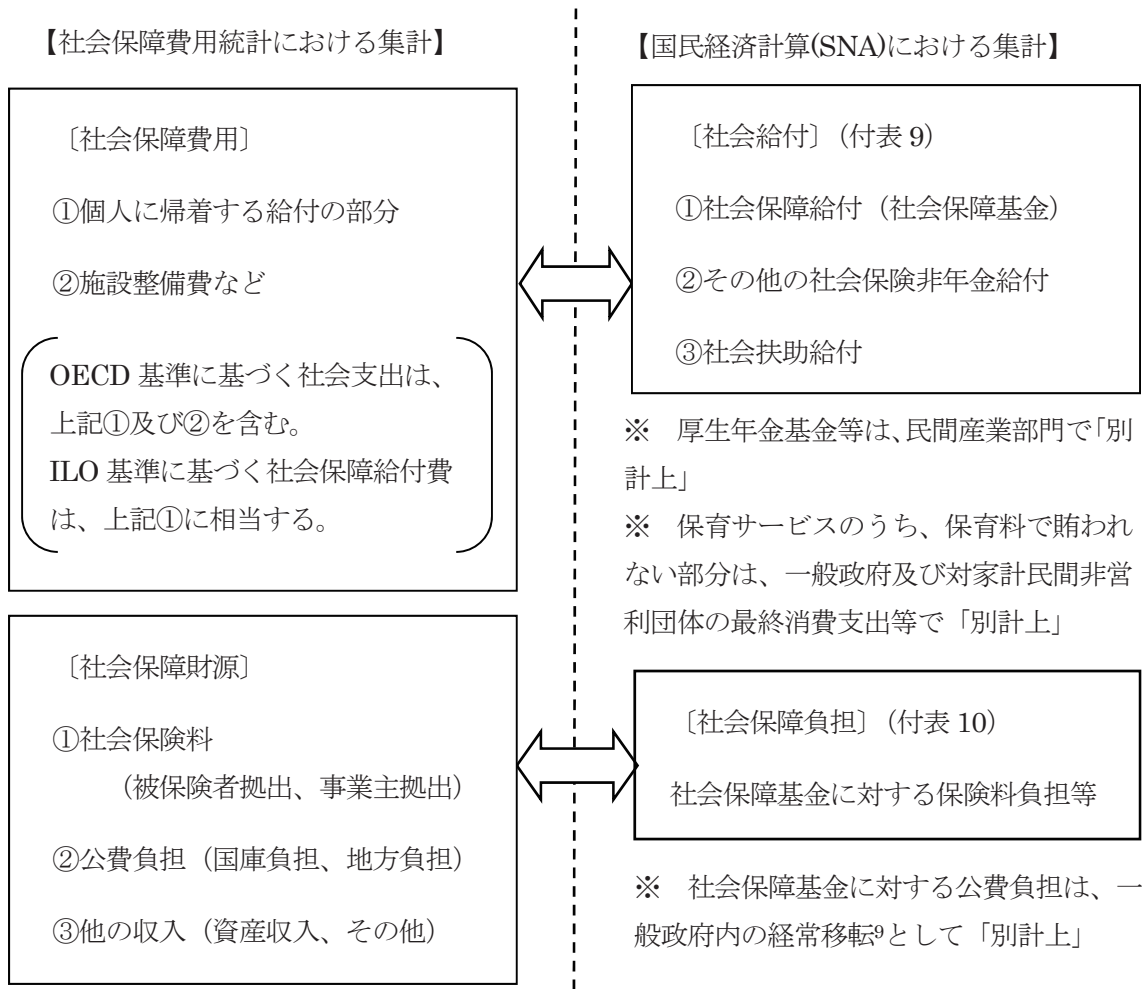 【社会保障費用統計における集計】
〔社会保障費用〕
①個人に帰着する給付の部分
②施設整備費など
OECD 基準に基づく社会支出は、
上記①及び②を含む。
ILO 基準に基づく社会保障給付費
は、上記①に相当する。
〔社会保障財源〕
①社会保険料
（被保険者拠出、事業主拠出）
②公費負担（国庫負担、地方負担）
③他の収入（資産収入、その他）
【国民経済計算(SNA)における集計】
〔社会給付〕（付表 9）
①社会保障給付（社会保障基金）
②その他の社会保険非年金給付
③社会扶助給付
※　厚生年金基金等は、民間産業部門で「別
計上」
※　保育サービスのうち、保育料で賄われ
ない部分は、一般政府及び対家計民間非営
利団体の最終消費支出等で「別計上」
〔社会保障負担〕（付表 10）
社会保障基金に対する保険料負担等
※　社会保障基金に対する公費負担は、一
般政府内の経常移転9として「別計上」